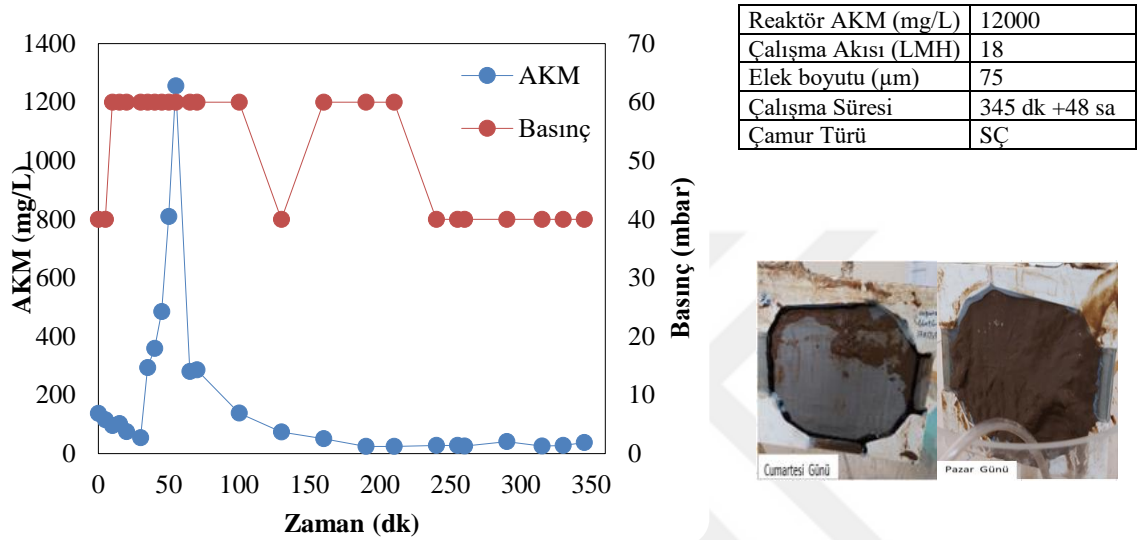 1400
1200
1000
800
600
400
200
0
AKM (mg/L)
70
60
50
40
30
20
10
0
Basınç (mbar)
AKM
Basınç
0 50 100 150 200 250 300 350
Zaman (dk)
Reaktör AKM (mg/L) 12000
Çalışma Akısı (LMH) 18
Elek boyutu (µm) 75
Çalışma Süresi 345 dk +48 sa
Çamur Türü SÇ
Cumartesi Günü
Pazar Günü